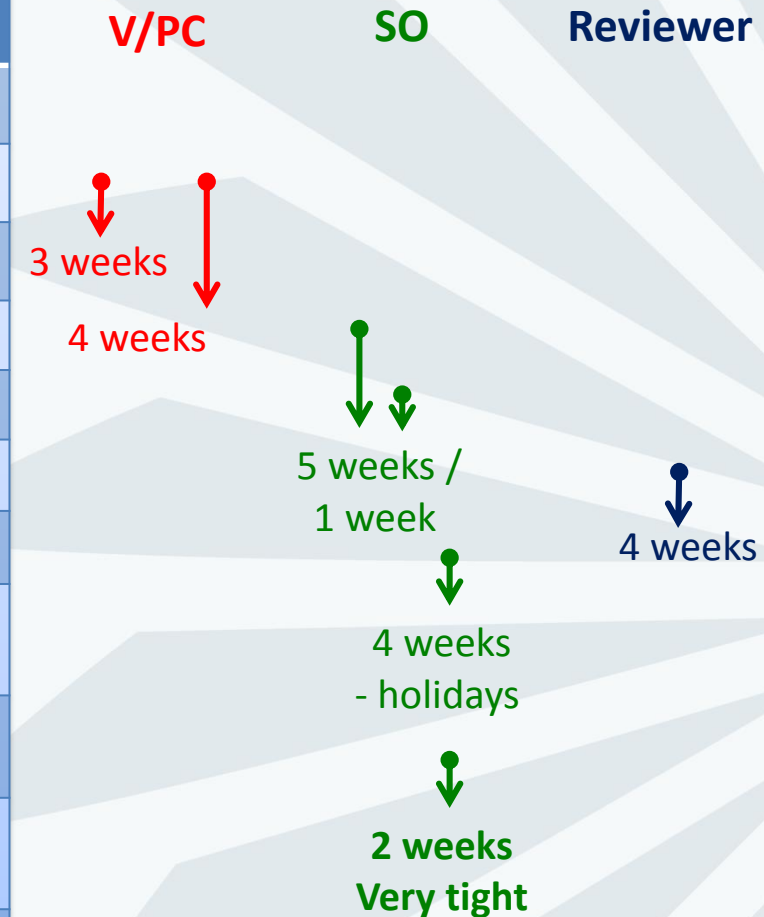 V/PC SO Reviewer
3 weeks
4 weeks
5 weeks /
1 week
4 weeks
4 weeks
- holidays
2 weeks
Very tight